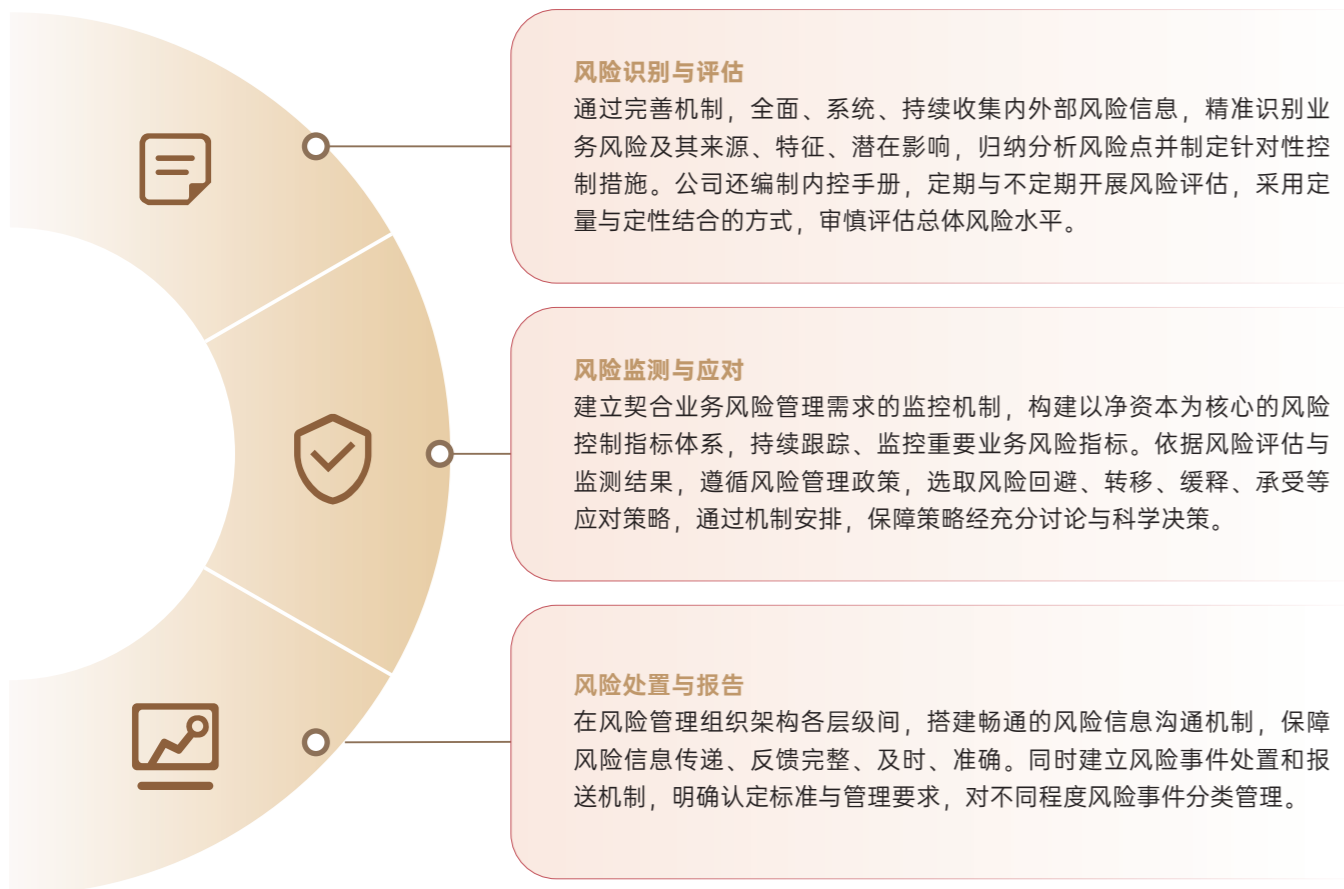 风险识别与评估
通过完善机制，全面、系统、持续收集内外部风险信息，精准识别业
务风险及其来源、特征、潜在影响，归纳分析风险点并制定针对性控
制措施。公司还编制内控手册，定期与不定期开展风险评估，采用定
量与定性结合的方式，审慎评估总体风险水平。
风险监测与应对
建立契合业务风险管理需求的监控机制，构建以净资本为核心的风险
控制指标体系，持续跟踪、监控重要业务风险指标。依据风险评估与
监测结果，遵循风险管理政策，选取风险回避、转移、缓释、承受等
应对策略，通过机制安排，保障策略经充分讨论与科学决策。
风险处置与报告
在风险管理组织架构各层级间，搭建畅通的风险信息沟通机制，保障
风险信息传递、反馈完整、及时、准确。同时建立风险事件处置和报
送机制，明确认定标准与管理要求，对不同程度风险事件分类管理。